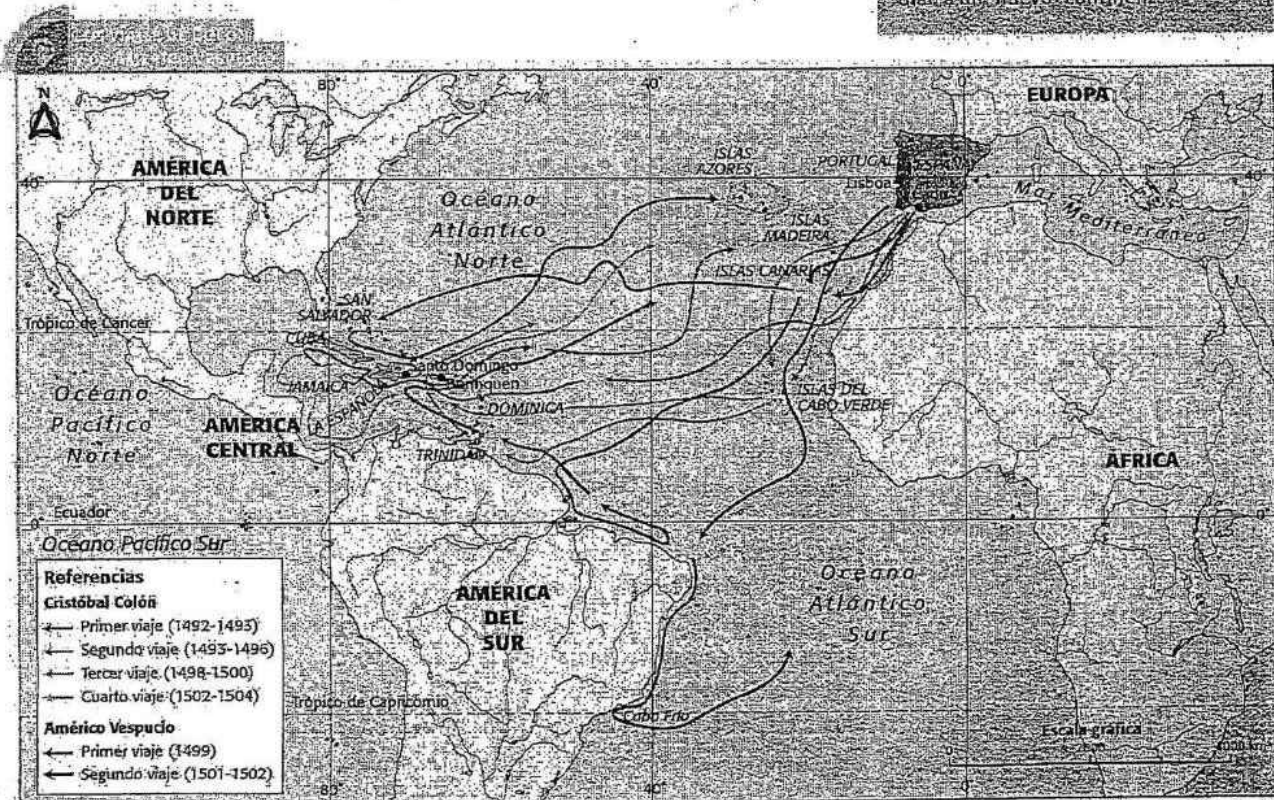 N
80
40
0
EUROPA
AMÉRICA
DEL
NORTE
40°
Océano
Atlántico
Norte
ISLAS
AZORES
PORTUGAL
Lisboa
40°
Mar Mediterráneo
ISLAS
MADEIRA
ISLAS CANARIAS
SAN
SALVADOR
Trópico de Cáncer
CUBA
Santo Domingo
JAMAICA
DOMINICA
ISLAS DEL
CABO VERDE
Océano
Pacífico
Norte
AMÉRICA
CENTRAL
TRINIDAD
ÁFRICA
Ecuador
0°
0°
Océano Pacífico Sur
AMÉRICA
DEL
SUR
Océano
Atlántico
Sur
Referencias
Cristóbal Colón
Primer viaje (1492-1493)
Segundo viaje (1493-1496)
Tercer viaje (1498-1500)
Cuarto viaje (1502-1504)
Américo Vespucio
Primer viaje (1499)
Segundo viaje (1501-1502)
Trópico de Capricornio
Cabo Frío
Escala gráfica
80
40
0